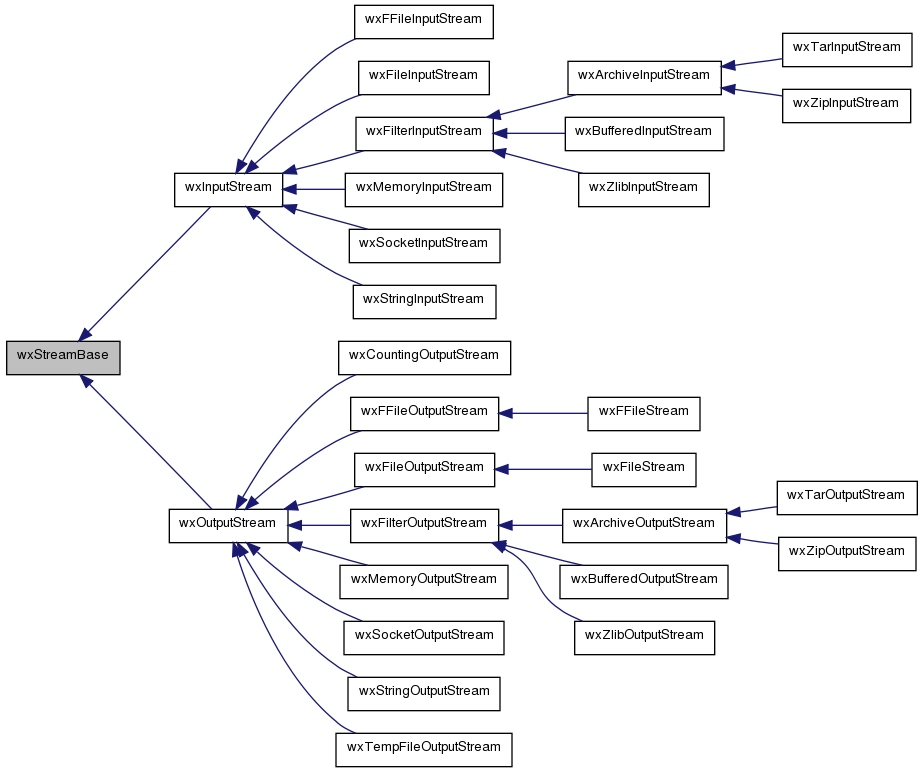 wxFFileInputStream
wxTarInputStream
wxFileInputStream
wxArchiveInputStream
wxZipInputStream
wxFilterInputStream
wxBufferedInputStream
wxInputStream
wxMemoryInputStream
wxZlibInputStream
wxSocketInputStream
wxStringInputStream
wxStreamBase
wxCountingOutputStream
wxFFileOutputStream
wxFFileStream
wxFileOutputStream
wxFileStream
wxTarOutputStream
wxOutputStream
wxFilterOutputStream
wxArchiveOutputStream
wxZipOutputStream
wxMemoryOutputStream
wxBufferedOutputStream
wxSocketOutputStream
wxZlibOutputStream
wxStringOutputStream
wxTempFileOutputStream